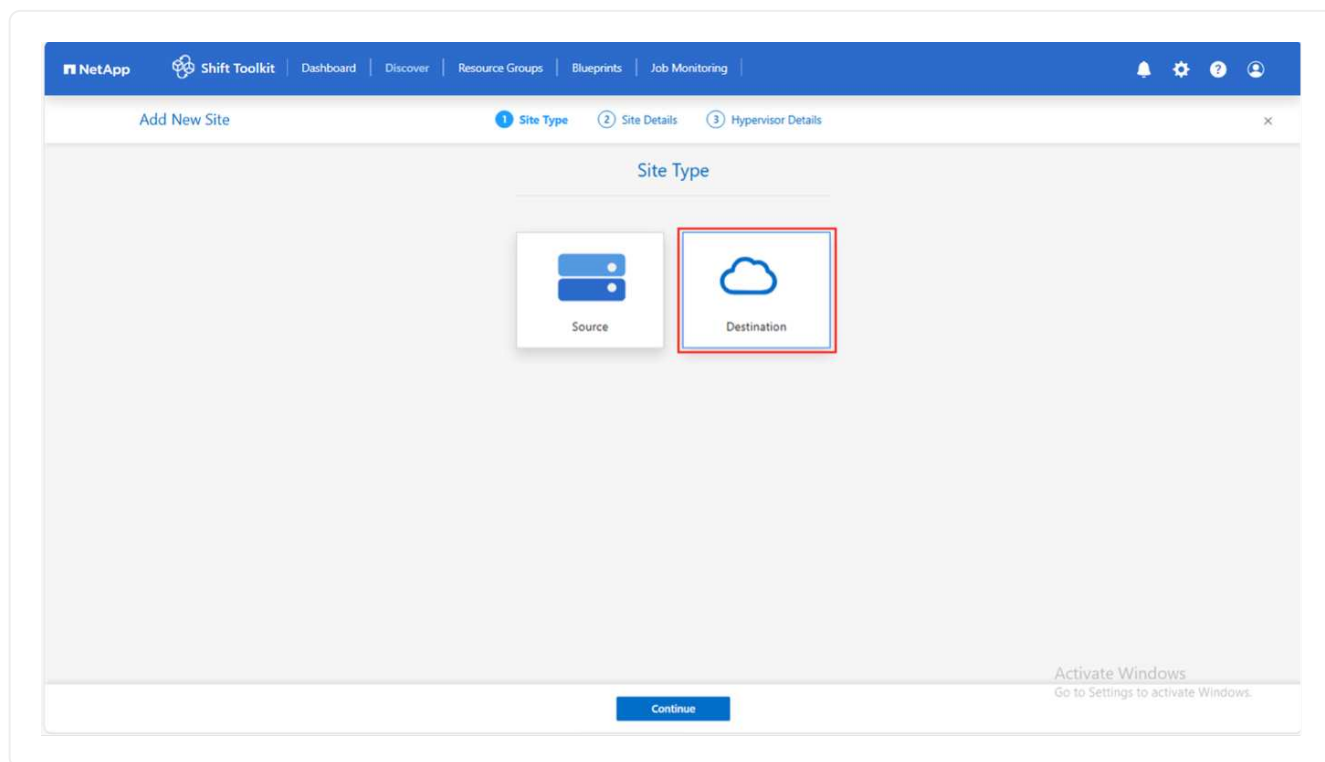 NetApp Shift Toolkit Dashboard Discover Resource Groups Blueprints Job Monitoring ?
Add New Site 1 Site Type 2 Site Details 3 Hypervisor Details ×
Site Type
Source Destination
Activate Windows
Go to Settings to activate Windows.
Continue